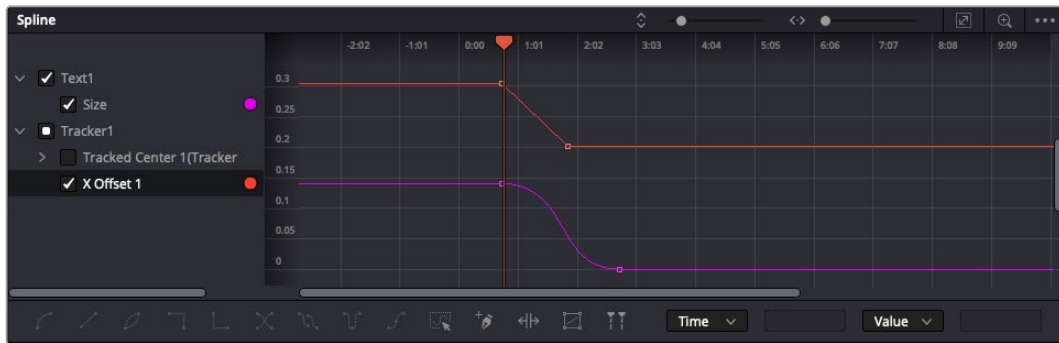 Spline
-2:02 -1:01 0:00 1:01 2:02 3:03 4:04 5:05 6:06 7:07 8:08 9:09
Text1
Size
Tracker1
Tracked Center 1(Tracker
X Offset 1
0.3
0.25
0.2
0.15
0.1
0.05
0
Time Value